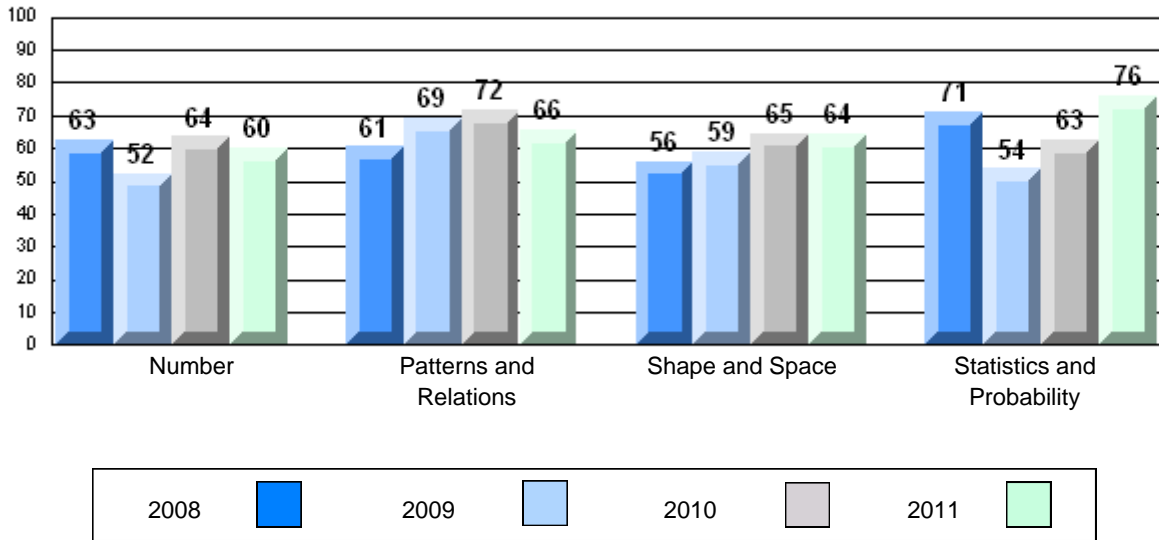 100
90
80
70
60
50
40
30
20
10
0
63 52 64 60 61 69 72 66 56 59 65 64 71 54 63 76
Number
Patterns and
Relations
Shape and Space
Statistics and
Probability
2008 2009 2010 2011